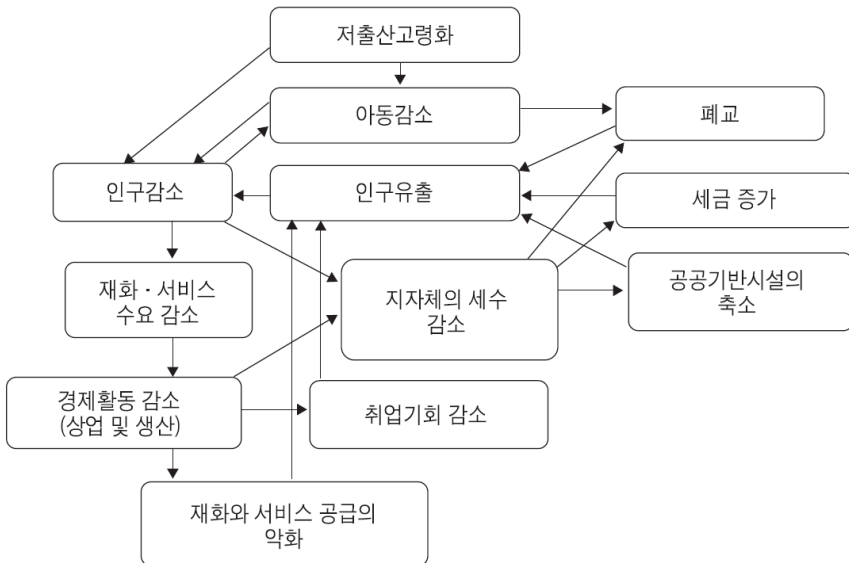 저출산고령화
아동감소
폐교
인구감소
인구유출
세금 증가
재화·서비스
수요 감소
지자체의 세수
감소
공공기반시설의
축소
경제활동 감소
(상업 및 생산)
취업기회 감소
재화와 서비스 공급의
악화